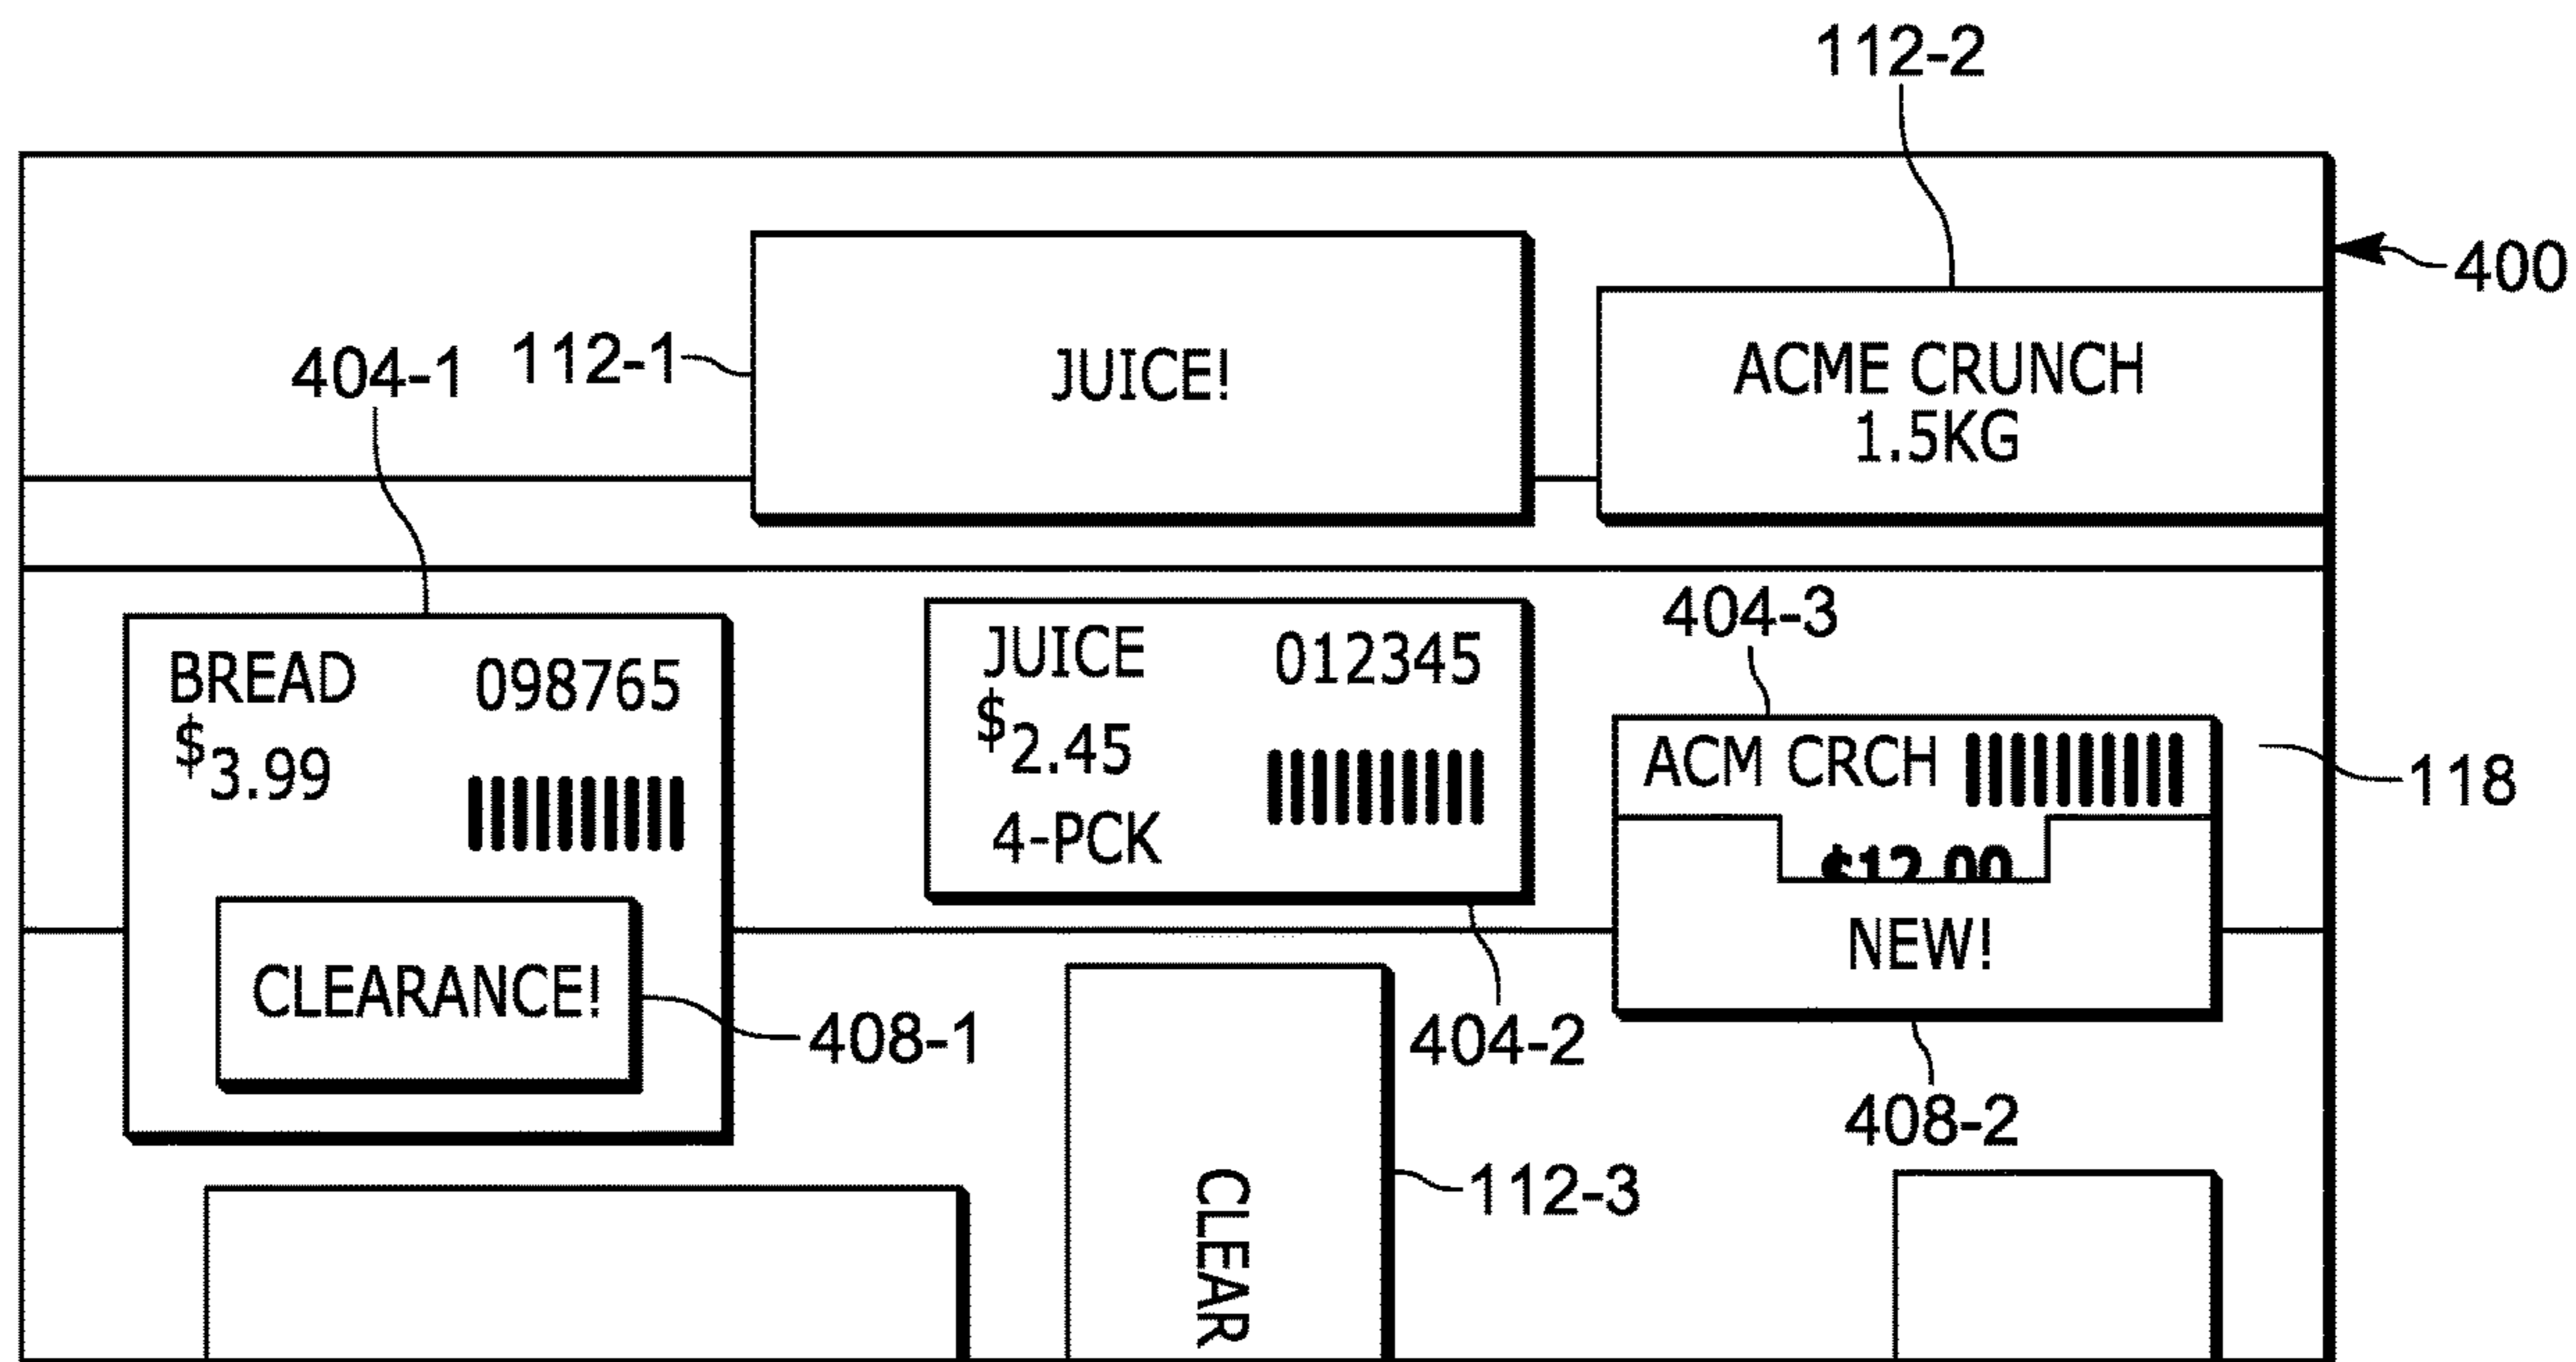 112-2
400
112-1
JUICE!
ACME CRUNCH
1.5KG
404-1
404-3
BREAD
098765
$3.99
JUICE
012345
$2.45
4-PCK
ACM CRCH
118
$12.00
NEW!
CLEARANCE!
408-1
404-2
408-2
112-3
CLEAR